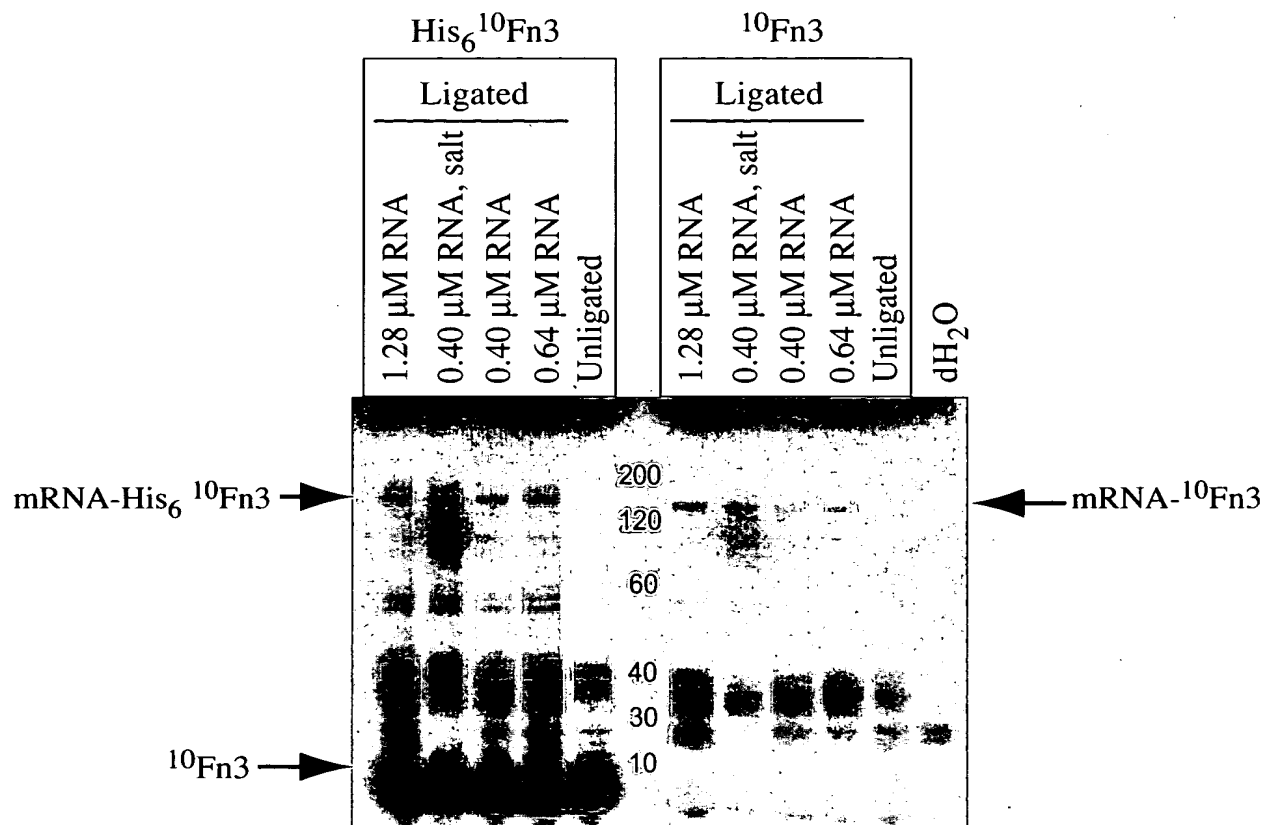 His6 10Fn3
10Fn3
Ligated
Ligated
1.28 µM RNA
0.40 µM RNA, salt
0.40 µM RNA
0.64 µM RNA
Unligated
1.28 µM RNA
0.40 µM RNA, salt
0.40 µM RNA
0.64 µM RNA
Unligated
dH2O
mRNA-His6 10Fn3
200
mRNA-10Fn3
120
60
40
30
10Fn3
10